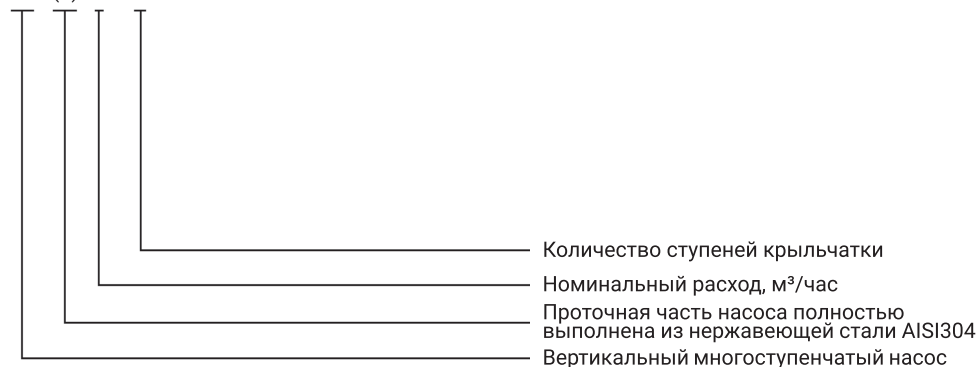 Количество ступеней крыльчатки
Номинальный расход, м³/час
Проточная часть насоса полностью
выполнена из нержавеющей стали AISI304
Вертикальный многоступенчатый насос